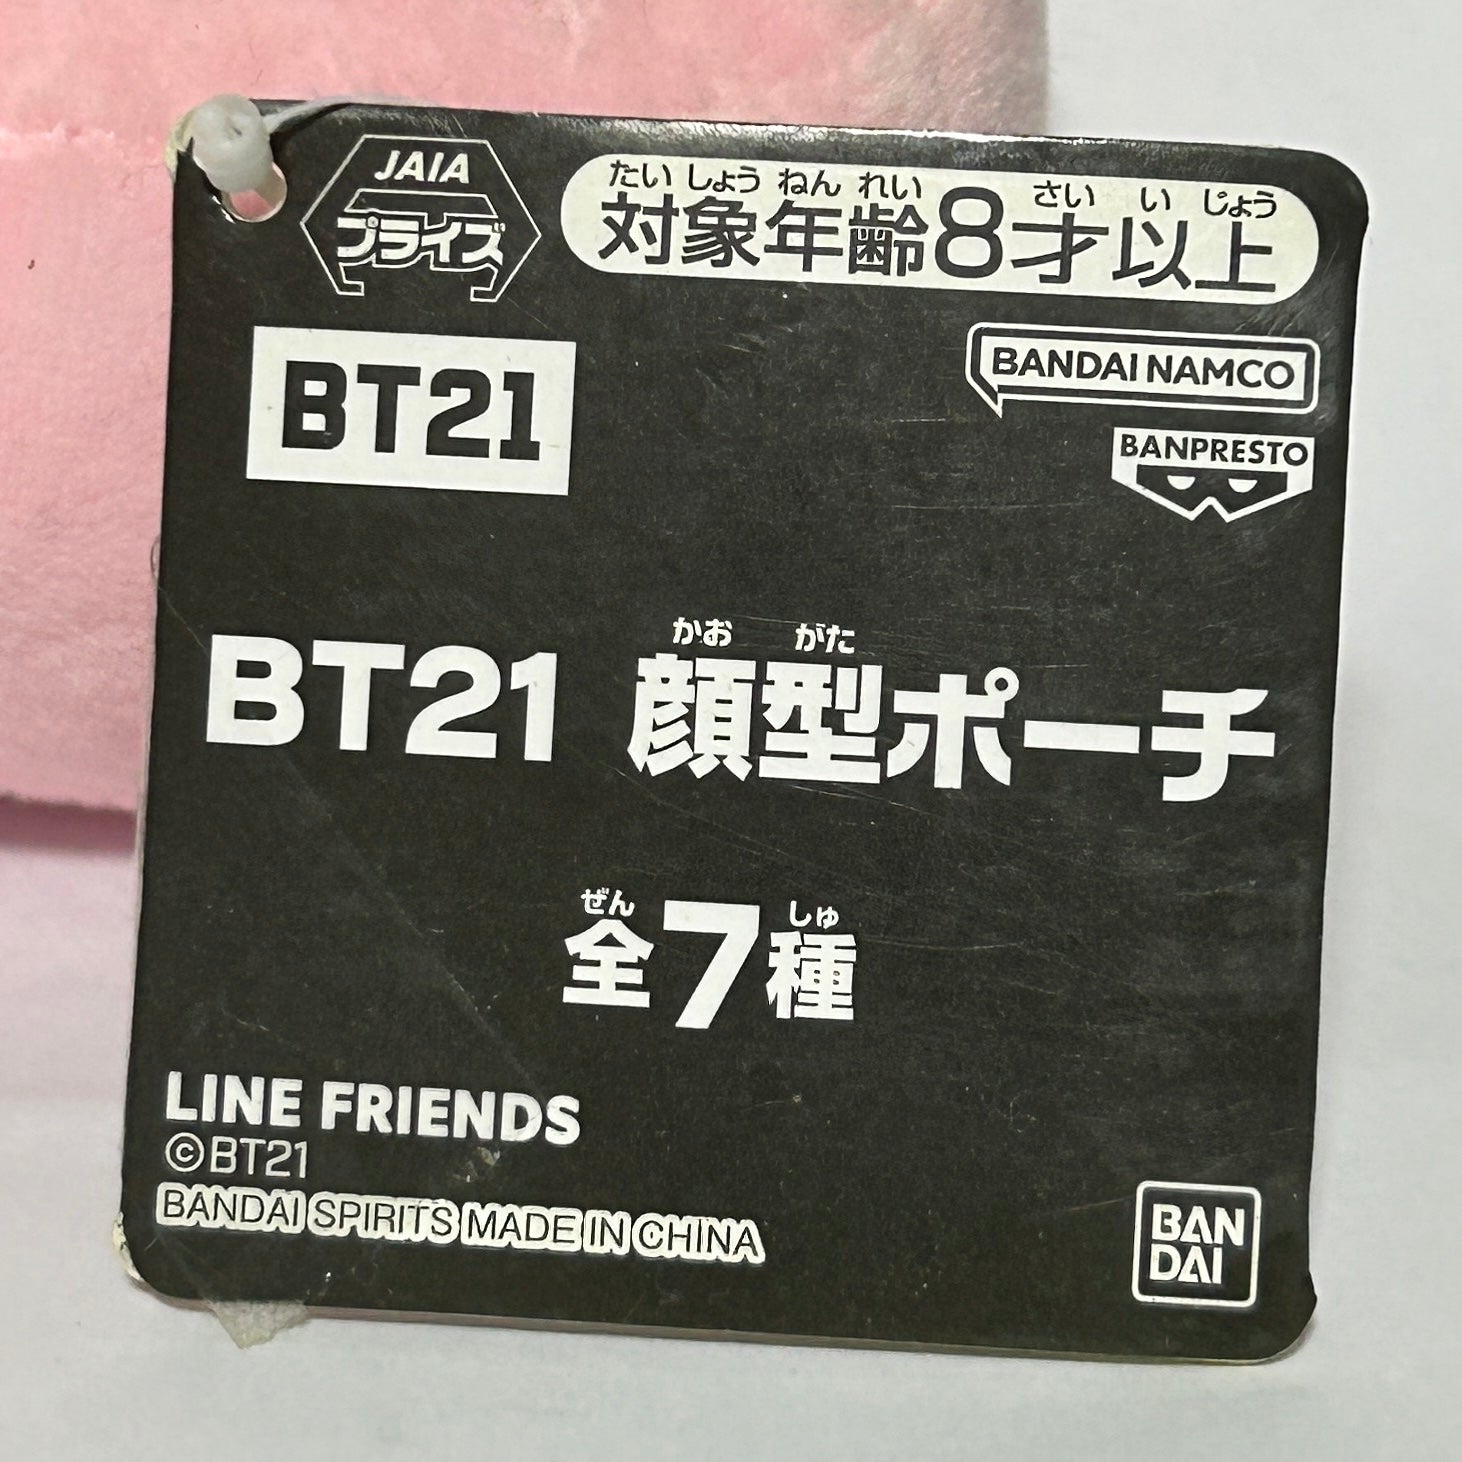 JAIA
プライズ
たいしょうねんれい さい い じょう
対象年齢8才以上
BT21
BANDAI NAMCO
BANPRESTO
かお がた
BT21 顔型ポーチ
ぜん しゅ
全7種
LINE FRIENDS
©BT21
BANDAI SPIRITS MADE IN CHINA
BAN
DAI